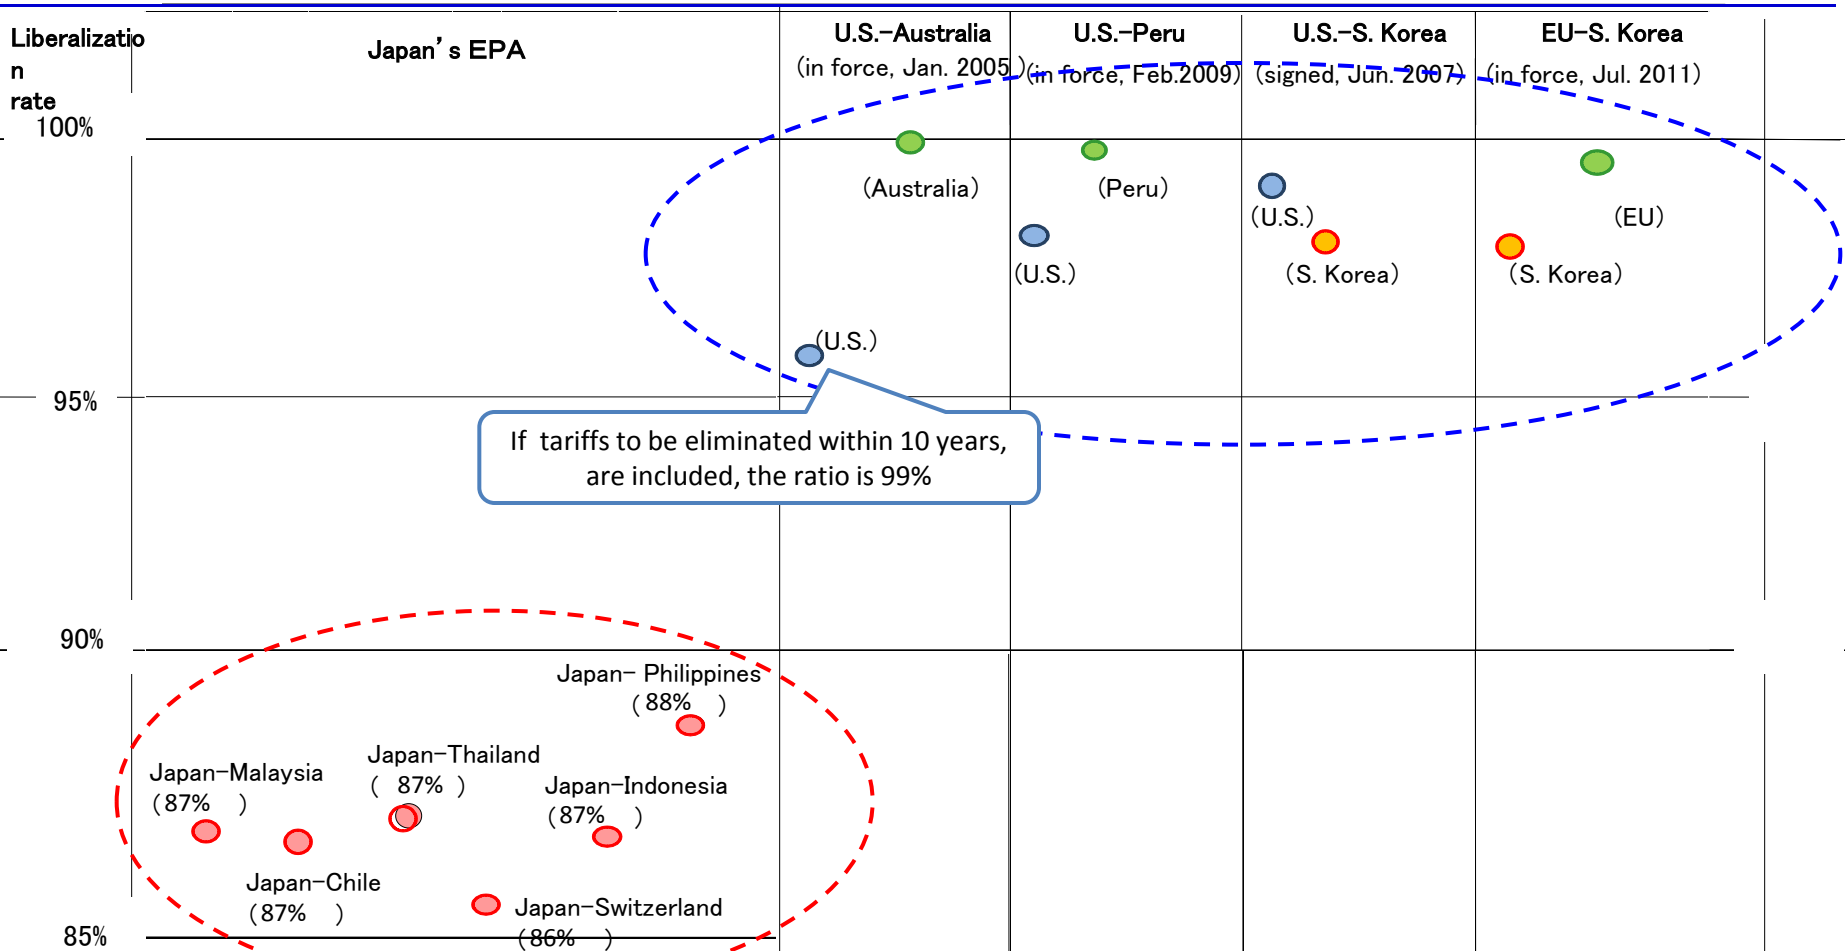 Liberalizatio
n
rate
Japan's EPA
U.S.-Australia
(in force, Jan. 2005)
U.S.-Peru
(in force, Feb.2009)
U.S.-S. Korea
(signed, Jun. 2007)
EU-S. Korea
(in force, Jul. 2011)
100%
(Australia)
(Peru)
(U.S.)
(EU)
(U.S.)
(S. Korea)
(S. Korea)
(U.S.)
95%
If tariffs to be eliminated within 10 years,
are included, the ratio is 99%
90%
Japan- Philippines
(88% )
Japan-Thailand
( 87% )
Japan-Malaysia
(87% )
Japan-Indonesia
(87% )
Japan-Chile
(87% )
Japan-Switzerland
(86% )
85%